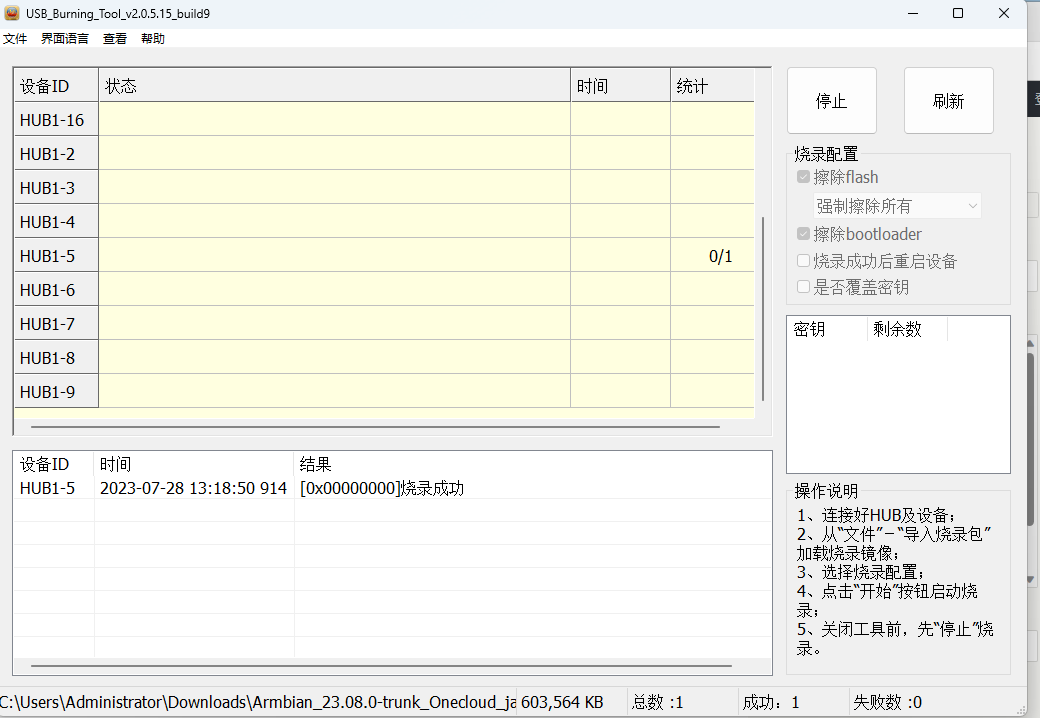 USB_Burning_Tool_v2.0.5.15_build9
文件 界面语言 查看 帮助
设备ID 状态 时间 统计
HUB1-16
HUB1-2
HUB1-3
HUB1-4
HUB1-5 0/1
HUB1-6
HUB1-7
HUB1-8
HUB1-9
停止 刷新
烧录配置
擦除flash
强制擦除所有
擦除bootloader
烧录成功后重启设备
是否覆盖密钥
密钥 剩余数
设备ID 时间 结果
HUB1-5 2023-07-28 13:18:50 914 [0x00000000]烧录成功
操作说明
1、连接好HUB及设备；
2、从“文件”－“导入烧录包”
加载烧录镜像；
3、选择烧录配置；
4、点击“开始”按钮启动烧
录；
5、关闭工具前，先“停止”烧
录。
C:\Users\Administrator\Downloads\Armbian_23.08.0-trunk_Onecloud_ja 603,564 KB 总数 :1 成功：1 失败数 :0